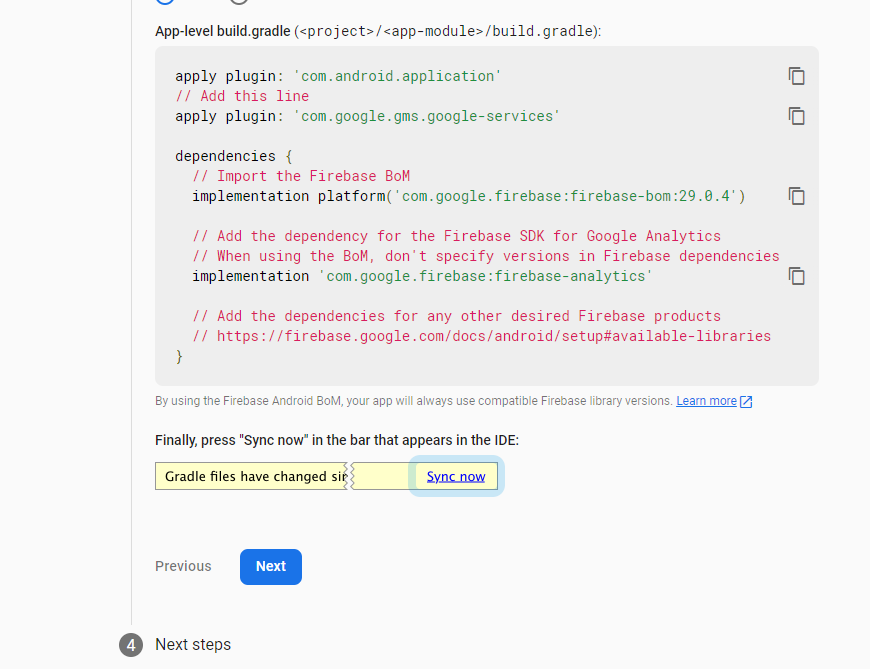 App-level build.gradle (<project>/<app-module>/build.gradle):
apply plugin: 'com.android.application'
// Add this line
apply plugin: 'com.google.gms.google-services'
dependencies {
// Import the Firebase BoM
implementation platform('com.google.firebase:firebase-bom:29.0.4')
// Add the dependency for the Firebase SDK for Google Analytics
// When using the BoM, don't specify versions in Firebase dependencies
implementation 'com.google.firebase:firebase-analytics'
// Add the dependencies for any other desired Firebase products
// https://firebase.google.com/docs/android/setup#available-libraries
}
By using the Firebase Android BoM, your app will always use compatible Firebase library versions. Learn more
Finally, press "Sync now" in the bar that appears in the IDE:
Gradle files have changed sin Sync now
Previous Next
4 Next steps